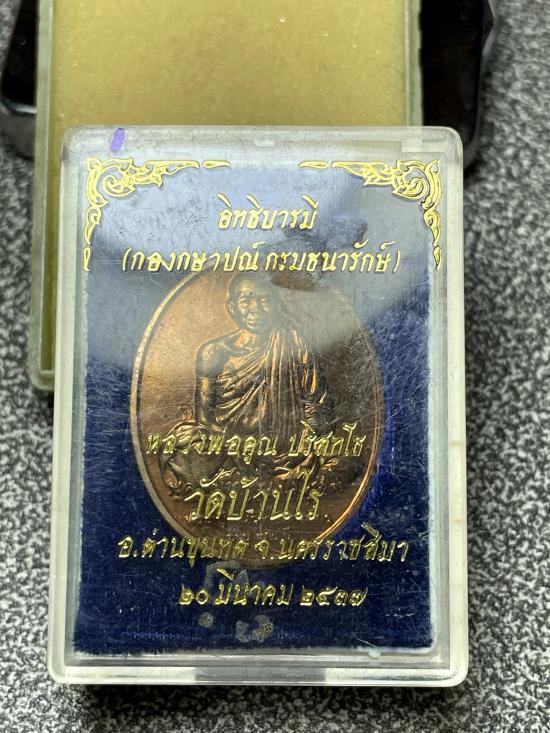 อิทธิบารมี
(กองกษาปณ์ กรมธนารักษ์)
หลวงพ่อคูณ ปริสุทโธ
วัดบ้านไร่
อ.ด่านขุนทด จ.นครราชสีมา
๒๐ มีนาคม ๒๕๓๗